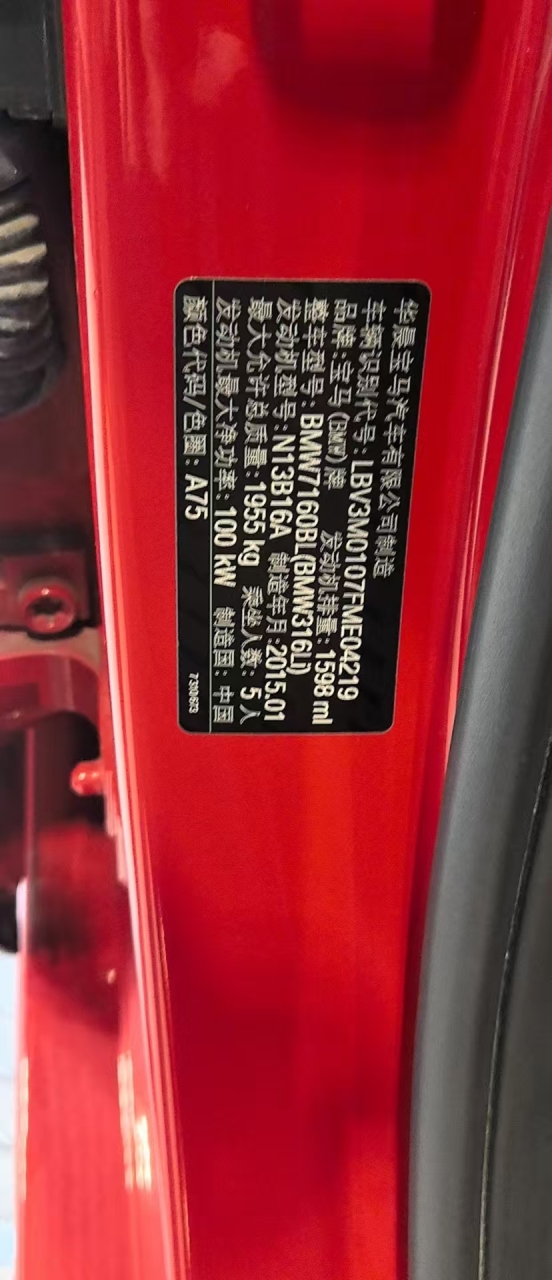 华晨宝马汽车有限公司制造
车辆识别代号: LBV3M0107FME04219
品牌: 宝马 (BMW) 牌 发动机排量: 1598 ml
整车型号: BMW7160BL(BMW316Li)
发动机型号: N13B16A 制造年月: 2015.01
最大允许总质量: 1955 kg 乘坐人数: 5 人
发动机最大净功率: 100 kW 制造国: 中国
颜色代码/色圈: A75